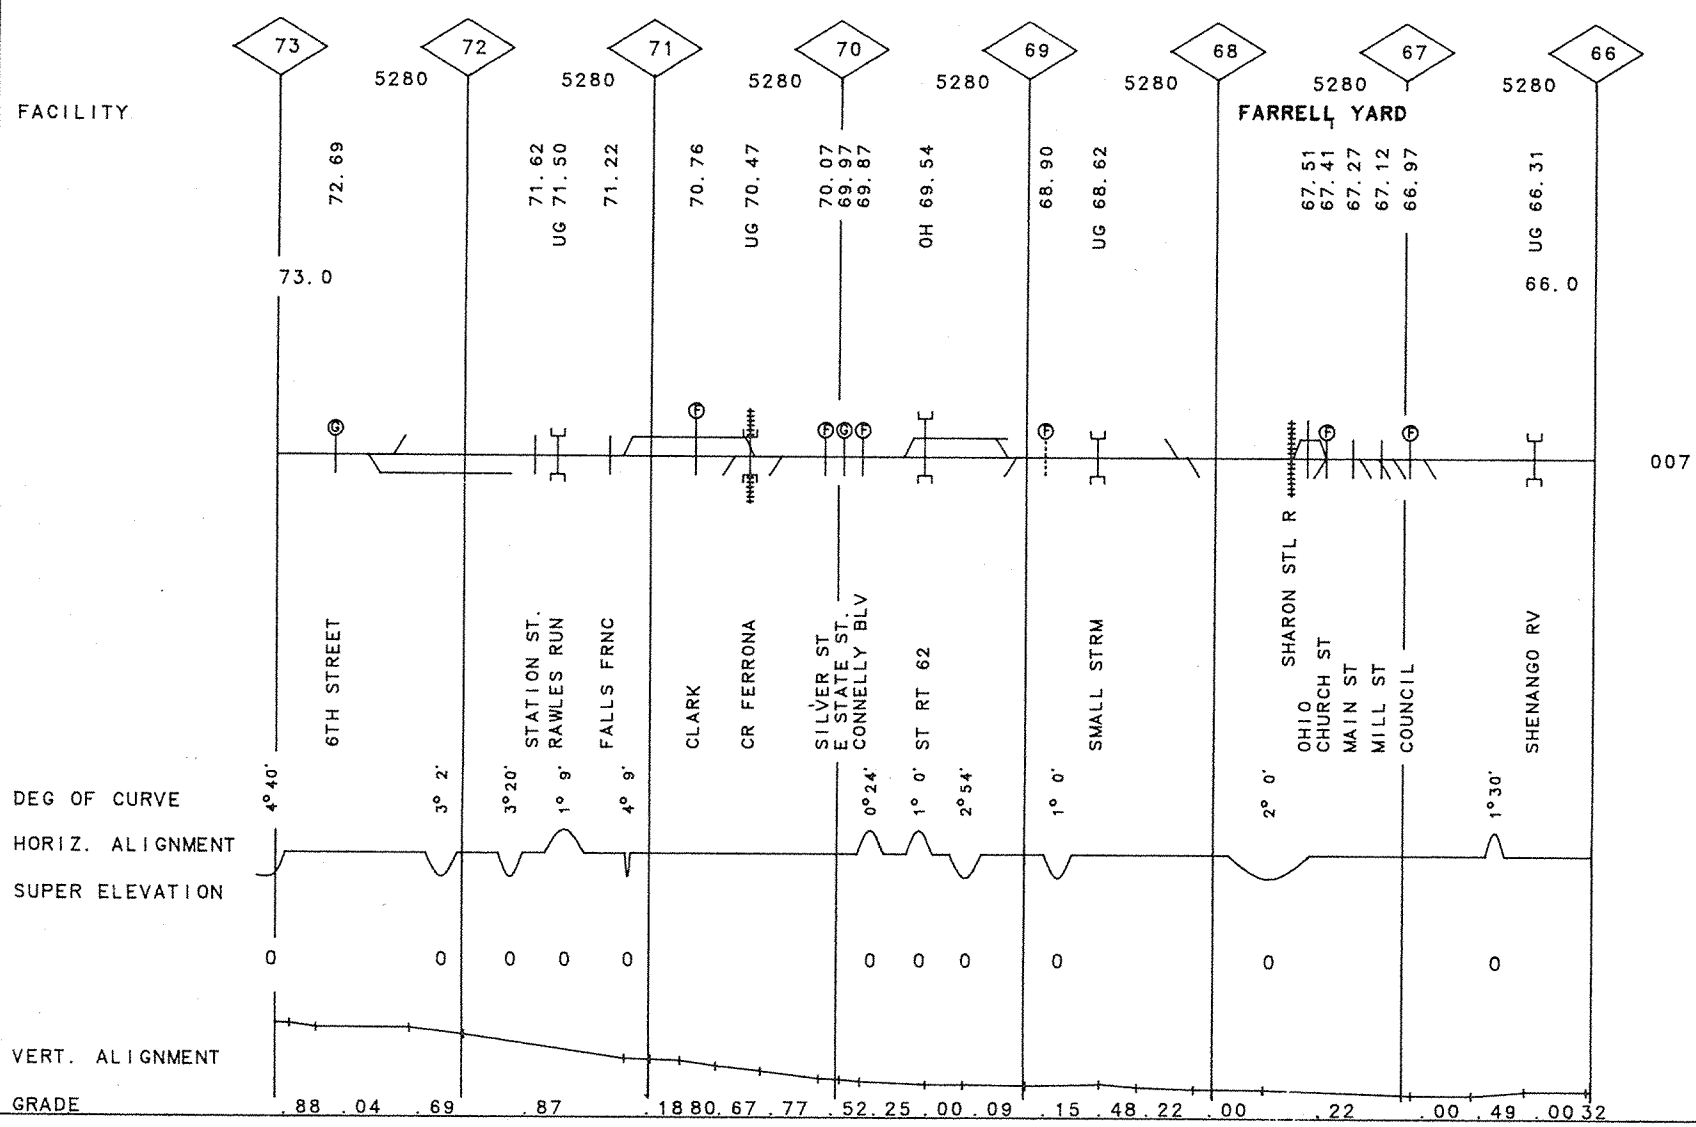 73 72 71 70 69 68 67 66
5280 5280 5280 5280 5280 5280 5280
FACILITY
FARRELL YARD
72.69
71.62
UG 71.50
71.22
70.76
UG 70.47
70.07
69.97
69.87
OH 69.54
68.90
UG 68.62
67.51
67.41
67.27
67.12
66.97
UG 66.31
73.0
66.0
G F F G F F F F
007
6TH STREET
STATION ST.
RAWLES RUN
FALLS FRNC
CLARK
CR FERRONA
SILVER ST
E STATE ST.
CONNELLY BLV
ST RT 62
SMALL STRM
SHARON STL R
OHIO
CHURCH ST
MAIN ST
MILL ST
COUNCIL
SHENANGO RV
DEG OF CURVE
4°40' 3° 2' 3°20' 1° 9' 4° 9' 0°24' 1° 0' 2°54' 1° 0' 2° 0' 1°30'
HORIZ. ALIGNMENT
SUPER ELEVATION
0 0 0 0 0 0 0 0 0 0 0
VERT. ALIGNMENT
GRADE .88 .04 .69 .87 .1880.67 .77 .52.25 .00 .09 .15 .48.22 .00 .22 .00 .49 .0032